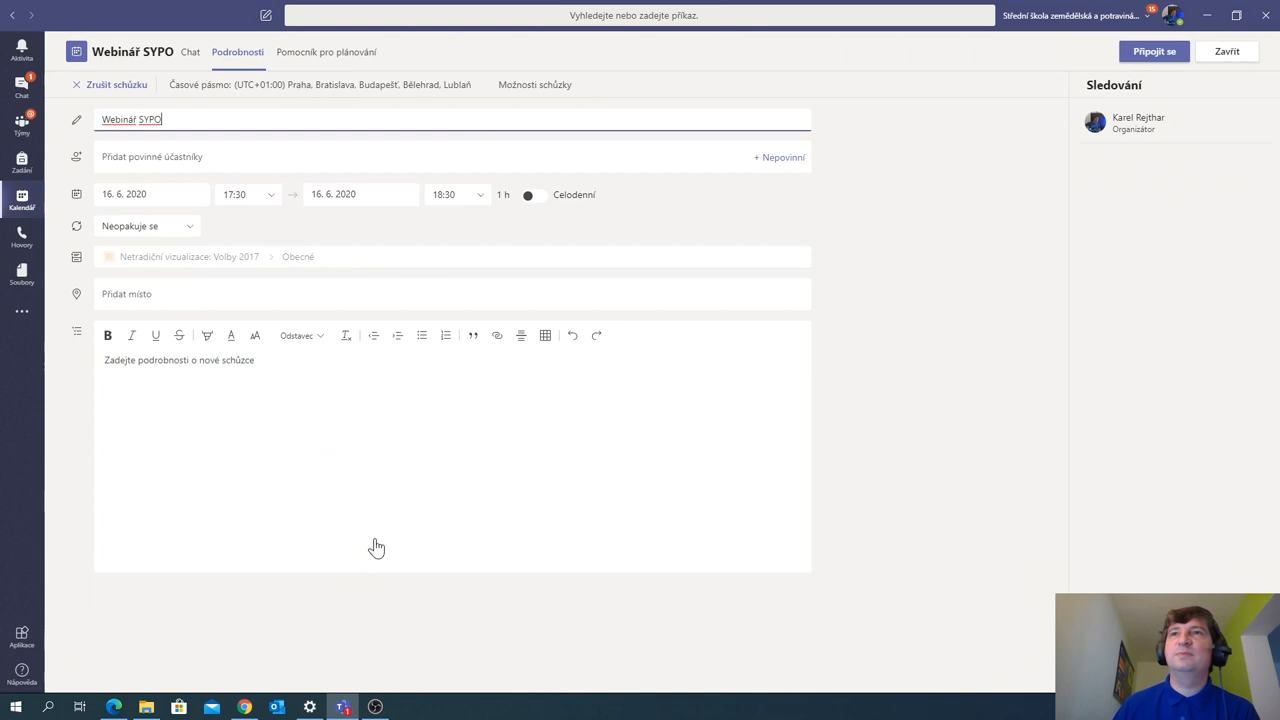 Vyhledejte nebo zadejte příkaz.
Střední škola zemědělská a potraviná...
15
Aktivita
Chat
1
Týmy
3
Zadání
Kalendář
Hovory
Soubory
Aplikace
Nápověda
Webinář SYPO
Chat
Podrobnosti
Pomocník pro plánování
Připojit se
Zavřít
Zrušit schůzku
Časové pásmo: (UTC+01:00) Praha, Bratislava, Budapešť, Bělehrad, Lublaň
Možnosti schůzky
Webinář SYPO
Přidat povinné účastníky
+ Nepovinní
16. 6. 2020
17:30
16. 6. 2020
18:30
1 h
Celodenní
Neopakuje se
Netradiční vizualizace: Volby 2017 > Obecné
Přidat místo
B I U S A AA Odstavec
Zadejte podrobnosti o nové schůzce
Sledování
Karel Rejthar
Organizátor